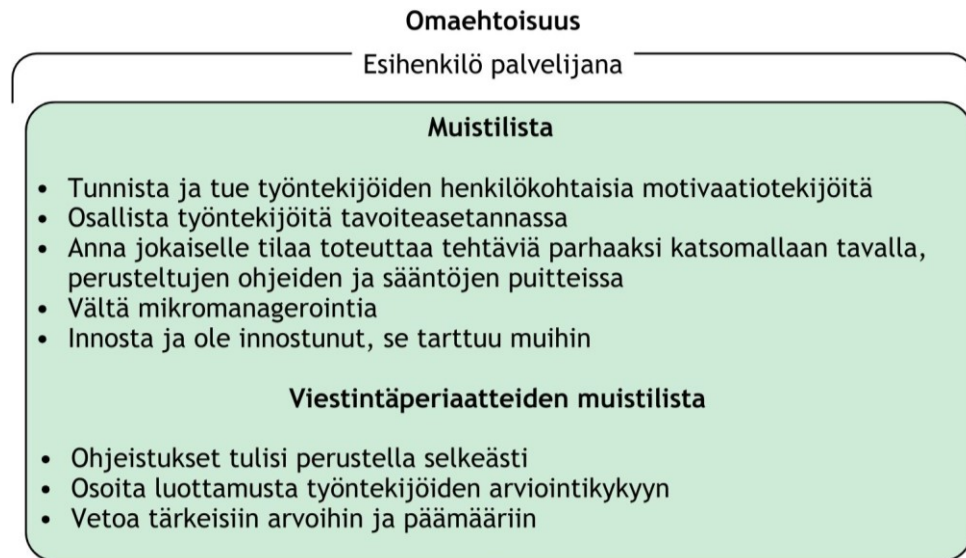 Omaehtoisuus
Esihenkilö palvelijana
Muistilista
• Tunnista ja tue työntekijöiden henkilökohtaisia motivaatiotekijöitä
• Osallista työntekijöitä tavoiteasetannassa
• Anna jokaiselle tilaa toteuttaa tehtäviä parhaaksi katsomallaan tavalla,
perusteltujen ohjeiden ja sääntöjen puitteissa
• Vältä mikromanagerointia
• Innosta ja ole innostunut, se tarttuu muihin
Viestintäperiaatteiden muistilista
• Ohjeistukset tulisi perustella selkeästi
• Osoita luottamusta työntekijöiden arviointikykyyn
• Vetoa tärkeisiin arvoihin ja päämääriin